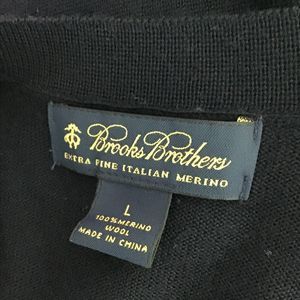 Brooks Brothers
EXTRA FINE ITALIAN MERINO
L
100% MERINO
WOOL
MADE IN CHINA